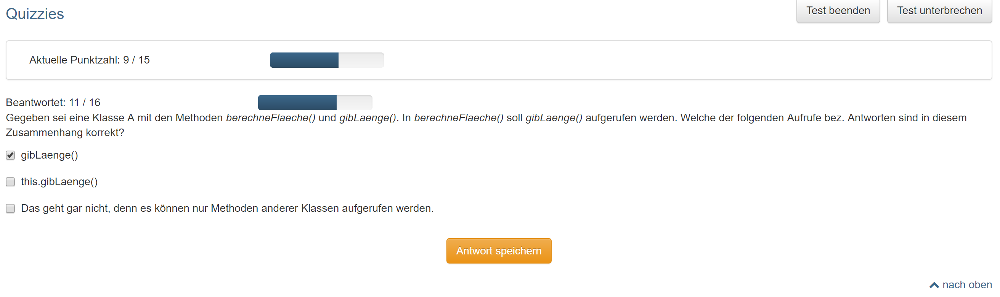 Quizzies
Test beenden
Test unterbrechen
Aktuelle Punktzahl: 9 / 15
Beantwortet: 11 / 16
Gegeben sei eine Klasse A mit den Methoden berechneFlaeche() und gibLaenge(). In berechneFlaeche() soll gibLaenge() aufgerufen werden. Welche der folgenden Aufrufe bez. Antworten sind in diesem
Zusammenhang korrekt?
gibLaenge()
this.gibLaenge()
Das geht gar nicht, denn es können nur Methoden anderer Klassen aufgerufen werden.
Antwort speichern
nach oben